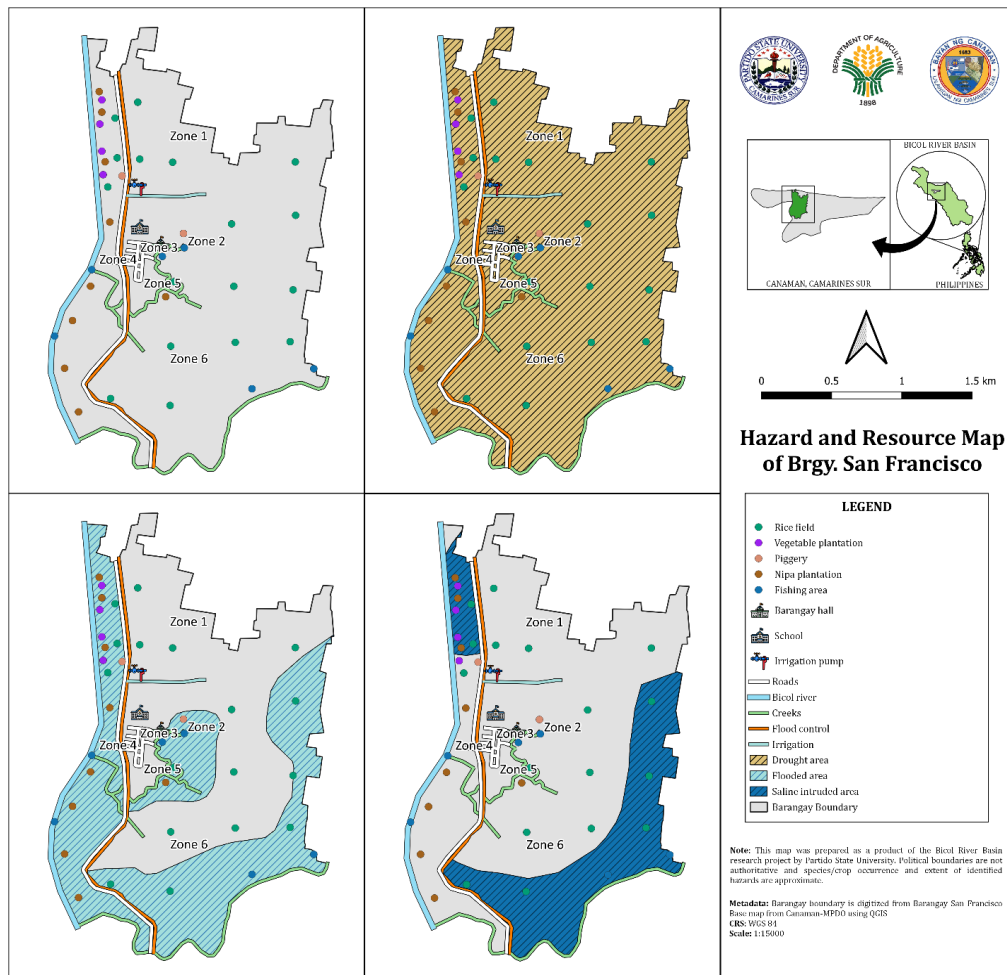 Zone 1
Zone 2
Zone 3
Zone 4
Zone 5
Zone 6
Zone 1
Zone 2
Zone 3
Zone 4
Zone 5
Zone 6
Zone 1
Zone 2
Zone 3
Zone 4
Zone 5
Zone 6
Zone 1
Zone 2
Zone 3
Zone 4
Zone 5
Zone 6
PARTIDO STATE UNIVERSITY
CAMARINES SUR
DEPARTMENT OF AGRICULTURE
1898
BAYAN NG CANAMAN
BICOL RIVER BASIN
CANAMAN, CAMARINES SUR
PHILIPPINES
0 0.5 1 1.5 km
Hazard and Resource Map
of Brgy. San Francisco
LEGEND
Rice field
Vegetable plantation
Piggery
Nipa plantation
Fishing area
Barangay hall
School
Irrigation pump
Roads
Bicol river
Creeks
Flood control
Irrigation
Drought area
Flooded area
Saline intruded area
Barangay Boundary
Note: This map was prepared as a product of the Bicol River Basin
research project by Partido State University. Political boundaries are not
authoritative and species/crop occurrence and extent of identified
hazards are approximate.
Metadata: Barangay boundary is digitized from Barangay San Francisco
Base map from Canaman-MPDO using QGIS
CRS: WGS 84
Scale: 1:15000